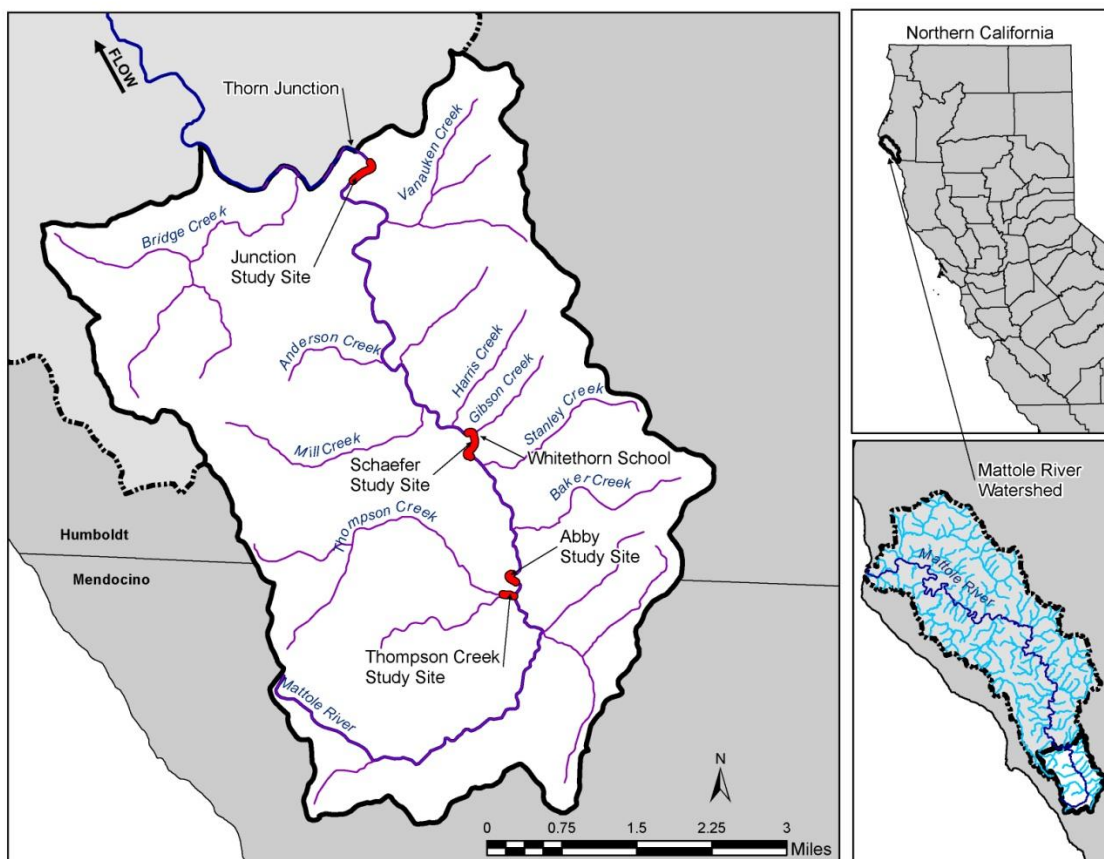 FLOW
Thorn Junction
Vanauken Creek
Bridge Creek
Junction
Study Site
Anderson Creek
Harris Creek
Gibson Creek
Stanley Creek
Mill Creek
Schaefer
Study Site
Whitethorn School
Baker Creek
Thompson Creek
Abby
Study Site
Humboldt
Mendocino
Thompson Creek
Study Site
Mattole River
N
0 0.75 1.5 2.25 3
Miles
Northern California
Mattole River
Watershed
Mattole River